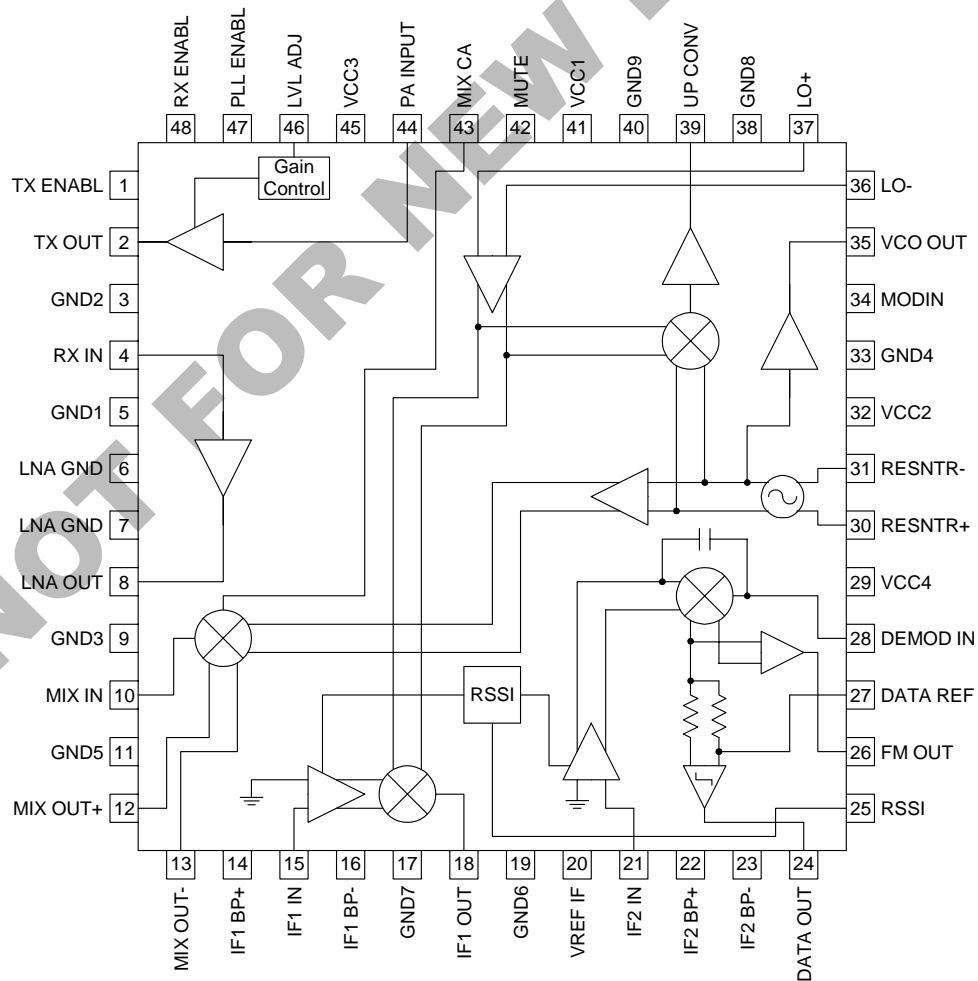 NOT FOR NEW
RX ENABL
PLL ENABL
LVL ADJ
VCC3
PA INPUT
MIX CA
MUTE
VCC1
GND9
UP CONV
GND8
LO+
48
47
46
45
44
43
42
41
40
39
38
37
TX ENABL 1
TX OUT 2
GND2 3
RX IN 4
GND1 5
LNA GND 6
LNA GND 7
LNA OUT 8
GND3 9
MIX IN 10
GND5 11
MIX OUT+ 12
Gain
Control
RSSI
36 LO-
35 VCO OUT
34 MODIN
33 GND4
32 VCC2
31 RESNTR-
30 RESNTR+
29 VCC4
28 DEMOD IN
27 DATA REF
26 FM OUT
25 RSSI
13
14
15
16
17
18
19
20
21
22
23
24
MIX OUT-
IF1 BP+
IF1 IN
IF1 BP-
GND7
IF1 OUT
GND6
VREF IF
IF2 IN
IF2 BP+
IF2 BP-
DATA OUT